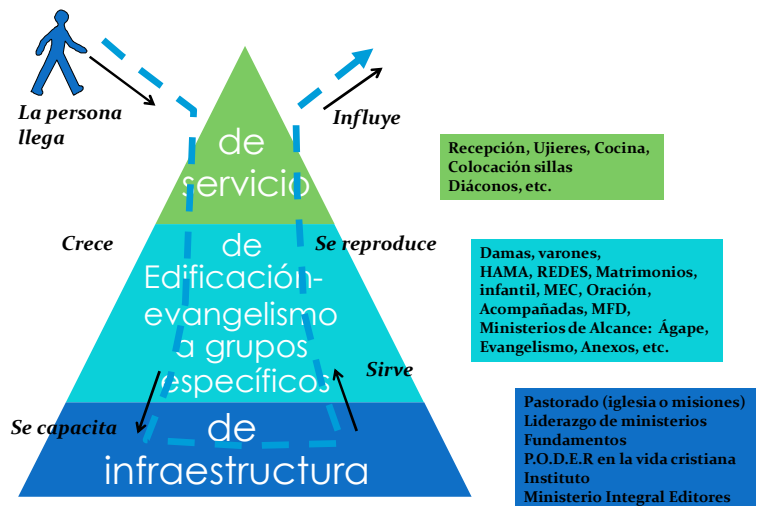 La persona
llega
Influye
de
servicio
Recepción, Ujieres, Cocina,
Colocación sillas
Diáconos, etc.
Crece
Se reproduce
de
Edificación-
evangelismo
a grupos
específicos
Damas, varones,
HAMA, REDES, Matrimonios,
infantil, MEC, Oración,
Acompañadas, MFD,
Ministerios de Alcance: Ágape,
Evangelismo, Anexos, etc.
Sirve
Se capacita
de
infraestructura
Pastorado (iglesia o misiones)
Liderazgo de ministerios
Fundamentos
P.O.D.E.R en la vida cristiana
Instituto
Ministerio Integral Editores